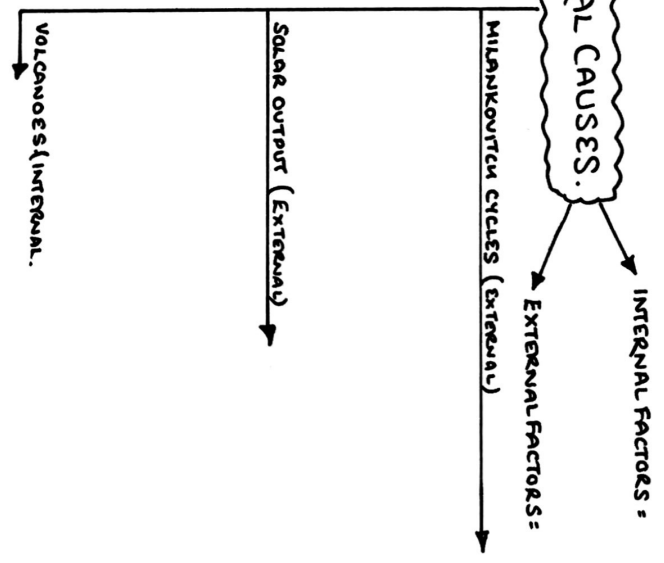 AL CAUSES.
INTERNAL FACTORS =
EXTERNAL FACTORS =
MILANKOVITCH CYCLES (EXTERNAL)
SOLAR OUTPUT (EXTERNAL)
VOLCANOES (INTERNAL.